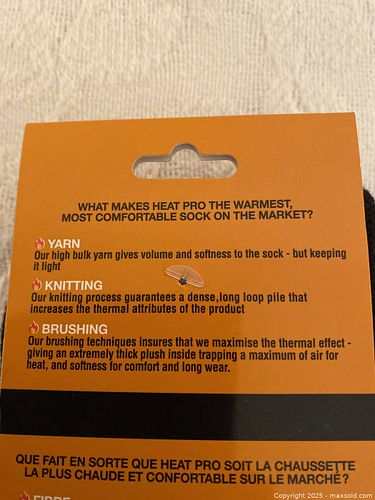 WHAT MAKES HEAT PRO THE WARMEST,
MOST COMFORTABLE SOCK ON THE MARKET?
YARN
Our high bulk yarn gives volume and softness to the sock - but keeping
it light
KNITTING
Our knitting process guarantees a dense, long loop pile that
increases the thermal attributes of the product
BRUSHING
Our brushing techniques insures that we maximise the thermal effect -
giving an extremely thick plush inside trapping a maximum of air for
heat, and softness for comfort and long wear.
QUE FAIT EN SORTE QUE HEAT PRO SOIT LA CHAUSSETTE
LA PLUS CHAUDE ET CONFORTABLE SUR LE MARCHÉ?
FIBRE
Copyright 2025 - maxsold.com